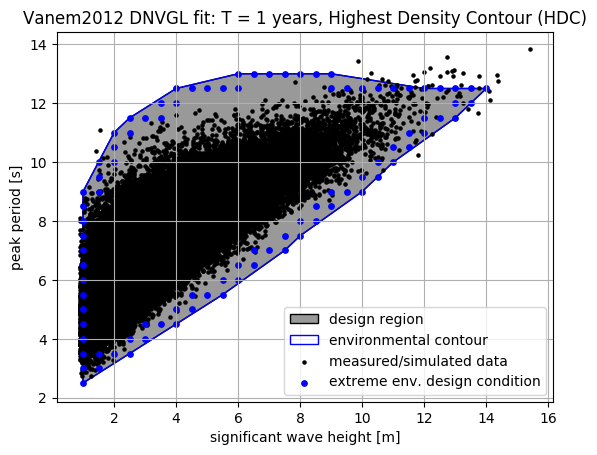 Vanem2012 DNVGL fit: T = 1 years, Highest Density Contour (HDC)
14
12
10
8
6
4
2
peak period [s]
design region
environmental contour
measured/simulated data
extreme env. design condition
2 4 6 8 10 12 14 16
significant wave height [m]